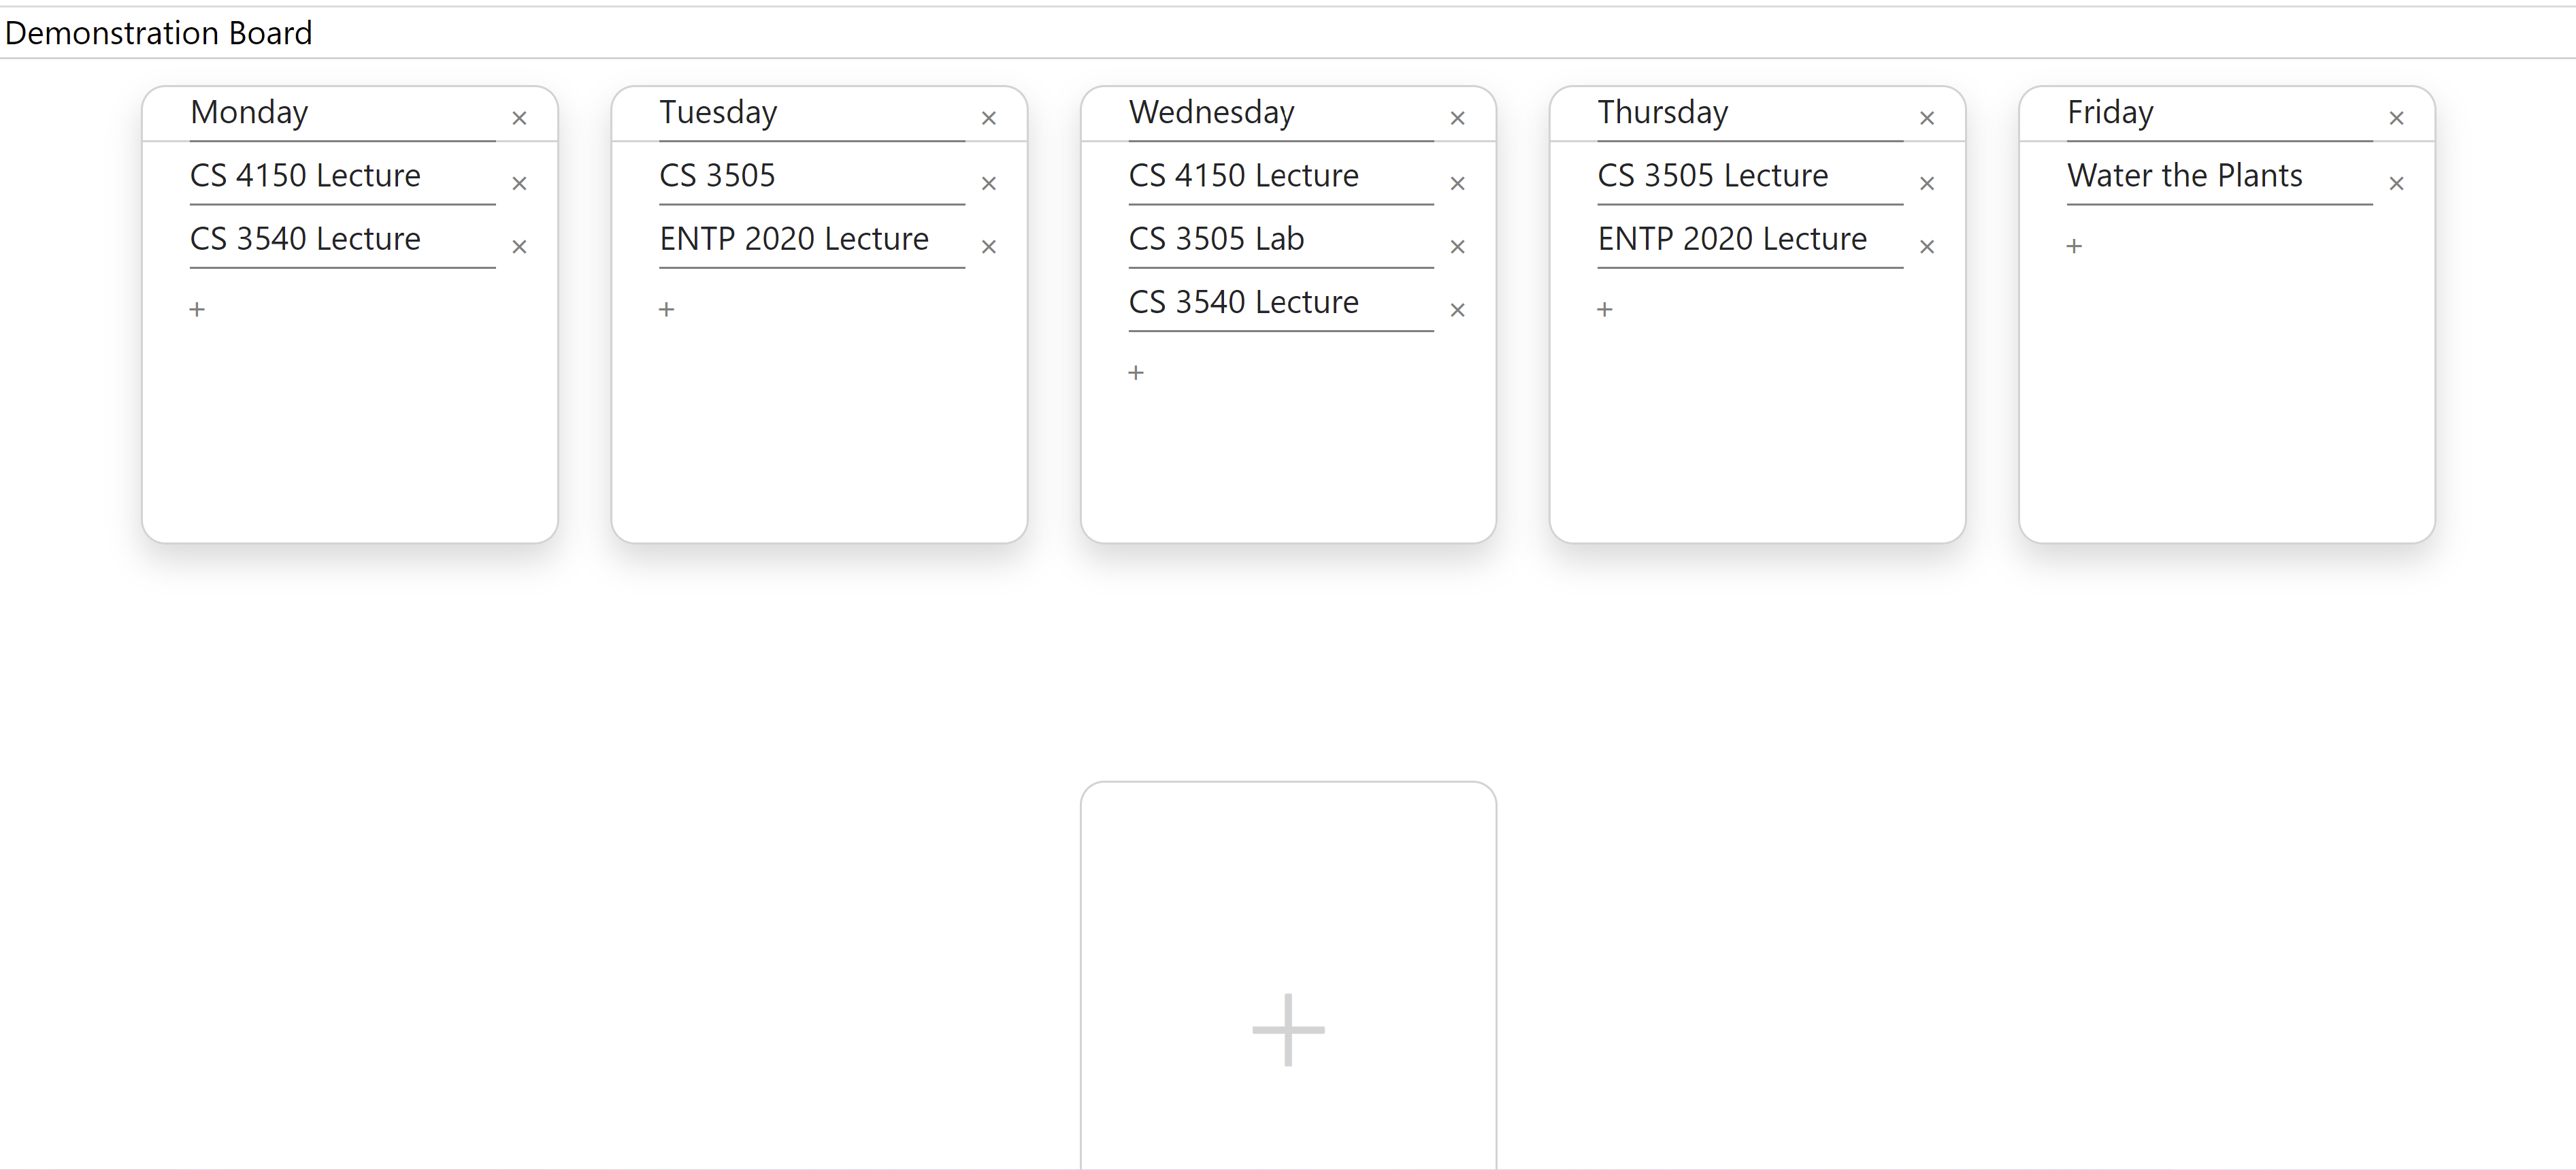 Demonstration Board
Monday ×
CS 4150 Lecture ×
CS 3540 Lecture ×
+
Tuesday ×
CS 3505 ×
ENTP 2020 Lecture ×
+
Wednesday ×
CS 4150 Lecture ×
CS 3505 Lab ×
CS 3540 Lecture ×
+
Thursday ×
CS 3505 Lecture ×
ENTP 2020 Lecture ×
+
Friday ×
Water the Plants ×
+
+